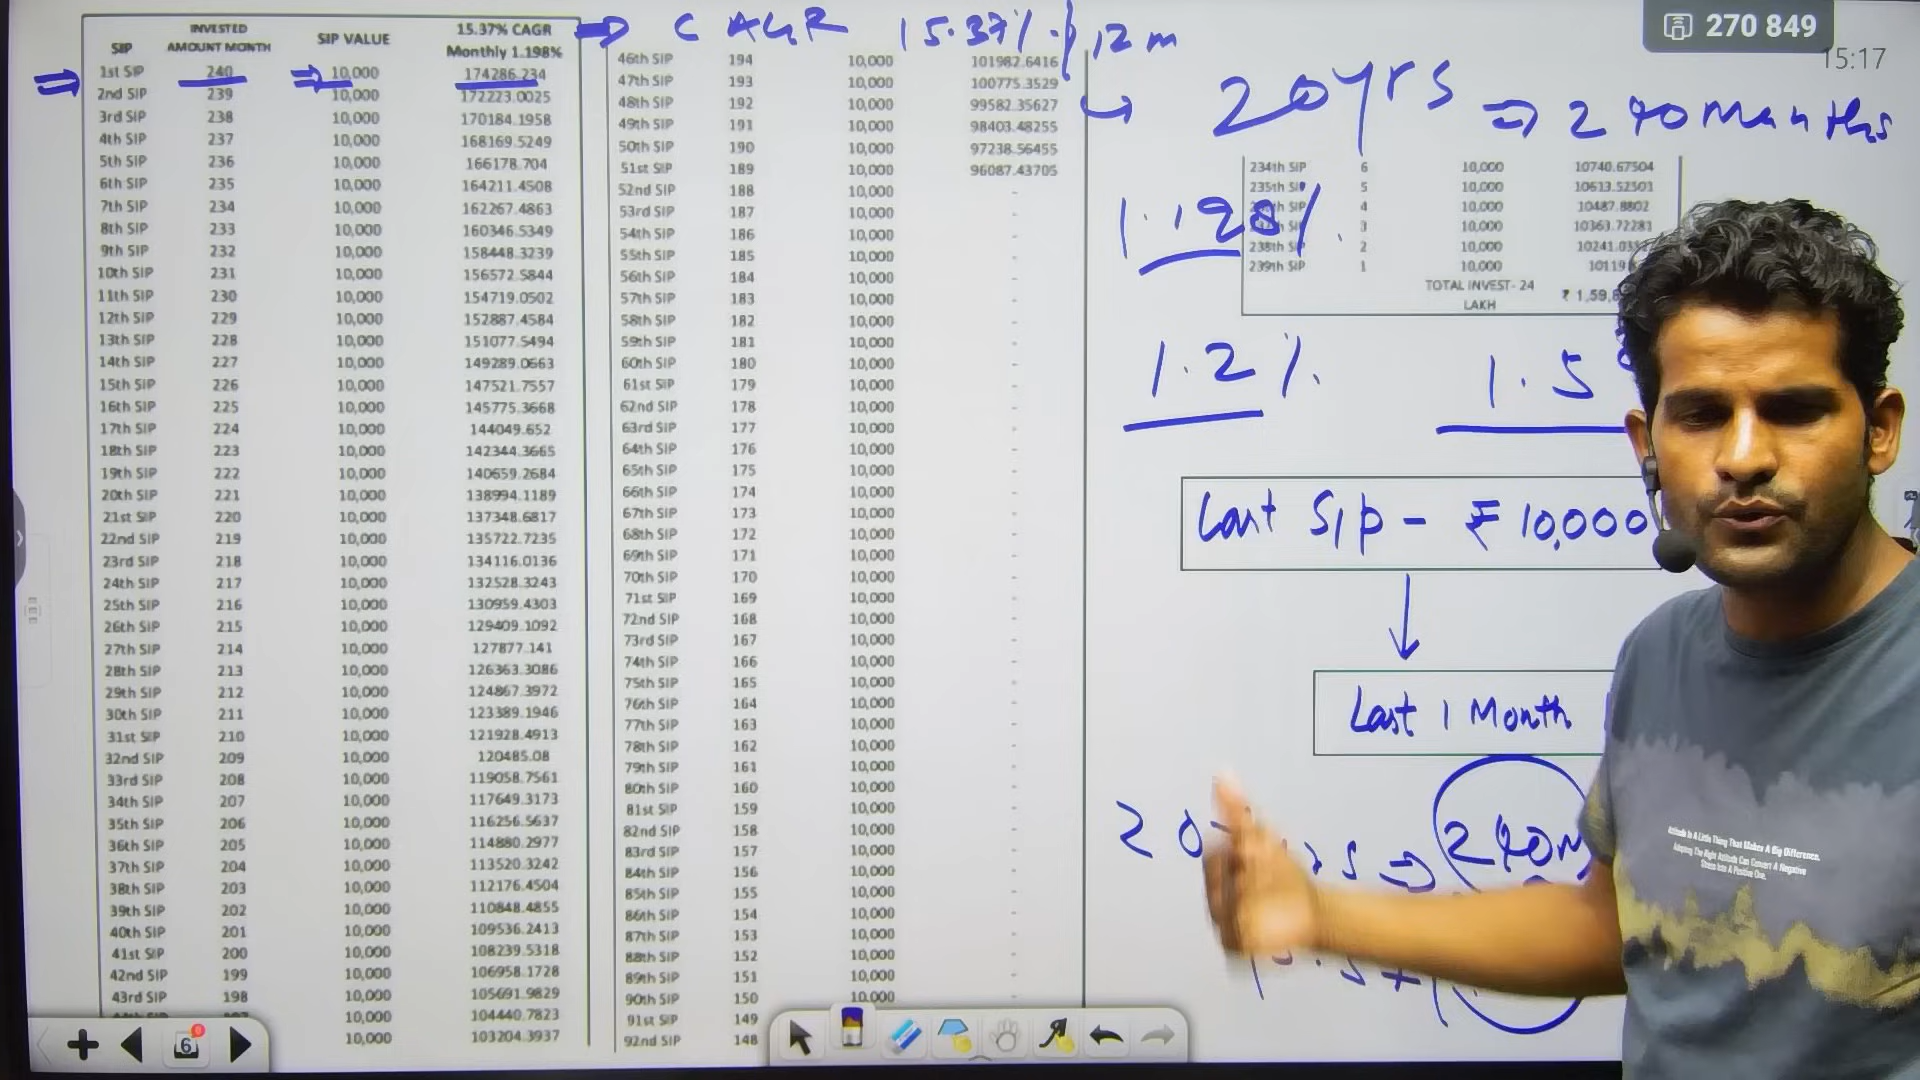 SIP INVESTED AMOUNT MONTH SIP VALUE 15.37% CAGR Monthly 1.198%
1st SIP 240 10,000 174286.234
2nd SIP 239 10,000 172223.0025
3rd SIP 238 10,000 170184.1958
4th SIP 237 10,000 168169.5249
5th SIP 236 10,000 166178.704
6th SIP 235 10,000 164211.4508
7th SIP 234 10,000 162267.4863
8th SIP 233 10,000 160346.5349
9th SIP 232 10,000 158448.3239
10th SIP 231 10,000 156572.5844
11th SIP 230 10,000 154719.0502
12th SIP 229 10,000 152887.4584
13th SIP 228 10,000 151077.5494
14th SIP 227 10,000 149289.0663
15th SIP 226 10,000 147521.7557
16th SIP 225 10,000 145775.3668
17th SIP 224 10,000 144049.652
18th SIP 223 10,000 142344.3665
19th SIP 222 10,000 140659.2684
20th SIP 221 10,000 138994.1189
21st SIP 220 10,000 137348.6817
22nd SIP 219 10,000 135722.7235
23rd SIP 218 10,000 134116.0136
24th SIP 217 10,000 132528.3243
25th SIP 216 10,000 130959.4303
26th SIP 215 10,000 129409.1092
27th SIP 214 10,000 127877.141
28th SIP 213 10,000 126363.3086
29th SIP 212 10,000 124867.3972
30th SIP 211 10,000 123389.1946
31st SIP 210 10,000 121928.4913
32nd SIP 209 10,000 120485.08
33rd SIP 208 10,000 119058.7561
34th SIP 207 10,000 117649.3173
35th SIP 206 10,000 116256.5637
36th SIP 205 10,000 114880.2977
37th SIP 204 10,000 113520.3242
38th SIP 203 10,000 112176.4504
39th SIP 202 10,000 110848.4855
40th SIP 201 10,000 109536.2413
41st SIP 200 10,000 108239.5318
42nd SIP 199 10,000 106958.1728
43rd SIP 198 10,000 105691.9829
10,000 104440.7823
10,000 103204.3937
46th SIP 194 10,000 101982.6416
47th SIP 193 10,000 100775.3529
48th SIP 192 10,000 99582.35627
49th SIP 191 10,000 98403.48255
50th SIP 190 10,000 97238.56455
51st SIP 189 10,000 96087.43705
52nd SIP 188 10,000 -
53rd SIP 187 10,000 -
54th SIP 186 10,000 -
55th SIP 185 10,000 -
56th SIP 184 10,000 -
57th SIP 183 10,000 -
58th SIP 182 10,000 -
59th SIP 181 10,000 -
60th SIP 180 10,000 -
61st SIP 179 10,000 -
62nd SIP 178 10,000 -
63rd SIP 177 10,000 -
64th SIP 176 10,000 -
65th SIP 175 10,000 -
66th SIP 174 10,000 -
67th SIP 173 10,000 -
68th SIP 172 10,000 -
69th SIP 171 10,000 -
70th SIP 170 10,000 -
71st SIP 169 10,000 -
72nd SIP 168 10,000 -
73rd SIP 167 10,000 -
74th SIP 166 10,000 -
75th SIP 165 10,000 -
76th SIP 164 10,000 -
77th SIP 163 10,000 -
78th SIP 162 10,000 -
79th SIP 161 10,000 -
80th SIP 160 10,000 -
81st SIP 159 10,000 -
82nd SIP 158 10,000 -
83rd SIP 157 10,000 -
84th SIP 156 10,000 -
85th SIP 155 10,000 -
86th SIP 154 10,000 -
87th SIP 153 10,000 -
88th SIP 152 10,000 -
89th SIP 151 10,000 -
90th SIP 150 10,000 -
91st SIP 149
92nd SIP 148
⇒ CAGR 15.37%. / 12 m
270 849
15:17
20yrs ⇒ 240 Months
234th SIP 6 10,000 10740.67504
235th SIP 5 10,000 10613.52501
4 10,000 10487.8802
3 10,000 10363.72281
238th SIP 2 10,000
239th SIP 1 10,000
TOTAL INVEST- 24 LAKH
1.198%.
1.2%. 1.5
Last Sip - ₹10,000
Last 1 Month
⇒ 240M
6
Attitude Is A Little Thing That Makes A Big Difference.
Adopting The Right Attitude Can Convert A Negative
Stress Into A Positive One.